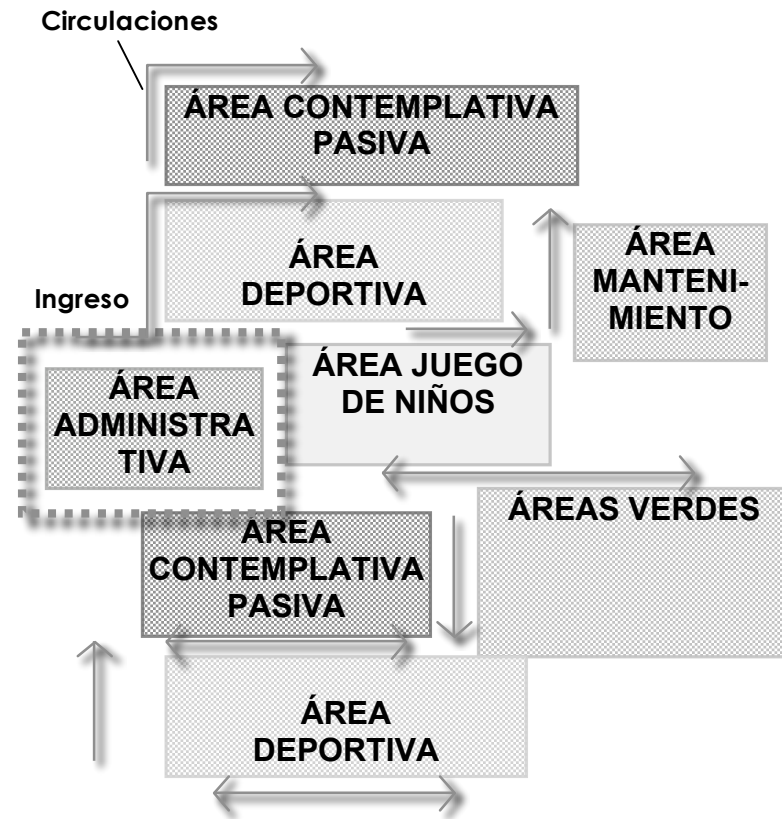 Circulaciones
ÁREA CONTEMPLATIVA
PASIVA
ÁREA
DEPORTIVA
ÁREA
MANTENI-
MIENTO
Ingreso
ÁREA JUEGO
DE NIÑOS
ÁREA
ADMINISTRA
TIVA
ÁREAS VERDES
AREA
CONTEMPLATIVA
PASIVA
ÁREA
DEPORTIVA